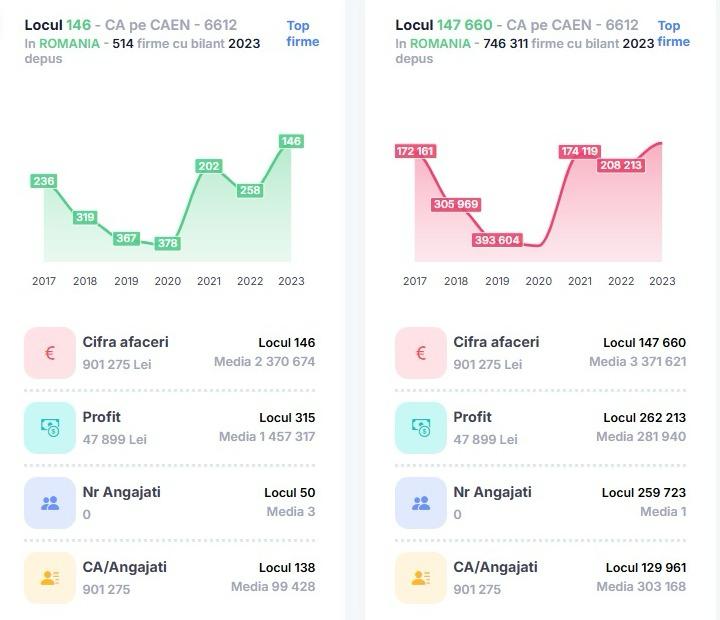 Locul 146 - CA pe CAEN - 6612
Top
In ROMANIA - 514 firme cu bilant 2023
firme
depus
236
319
367
378
202
258
146
2017 2018 2019 2020 2021 2022 2023
Cifra afaceri Locul 146
€
901 275 Lei Media 2 370 674
Profit Locul 315
47 899 Lei Media 1 457 317
Nr Angajati Locul 50
0 Media 3
CA/Angajati Locul 138
901 275 Media 99 428
Locul 147 660 - CA pe CAEN - 6612
Top
In ROMANIA - 746 311 firme cu bilant 2023
firme
depus
172 161
305 969
393 604
174 119
208 213
2017 2018 2019 2020 2021 2022 2023
Cifra afaceri Locul 147 660
€
901 275 Lei Media 3 371 621
Profit Locul 262 213
47 899 Lei Media 281 940
Nr Angajati Locul 259 723
0 Media 1
CA/Angajati Locul 129 961
901 275 Media 303 168